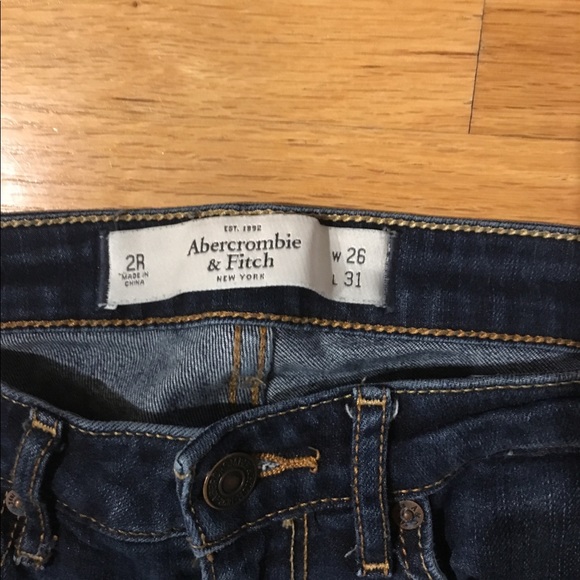 EST. 1892
Abercrombie
& Fitch
NEW YORK
2R
MADE IN
CHINA
W 26
L 31